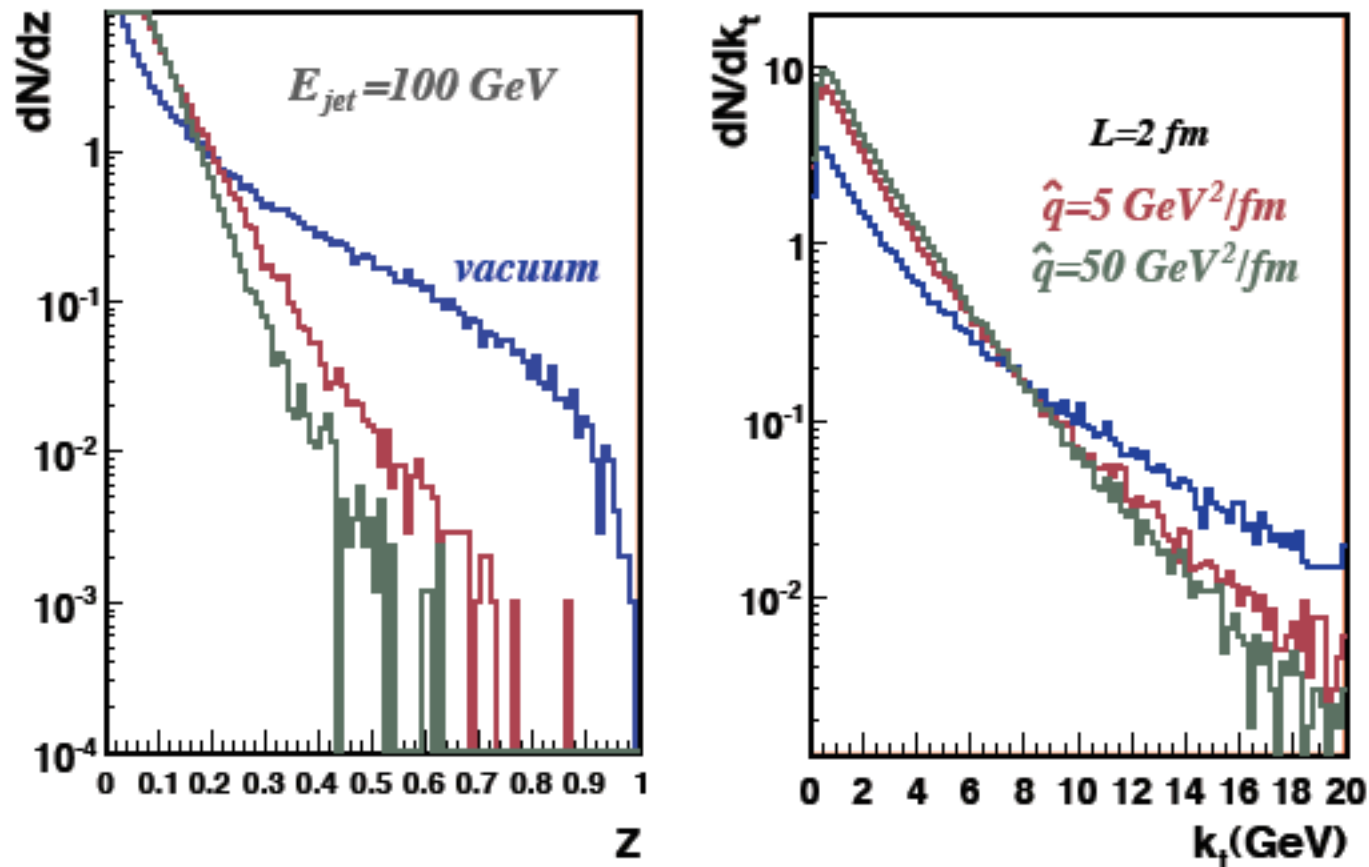 dN/dz
E_jet=100 GeV
vacuum
1
10^-1
10^-2
10^-3
10^-4
0 0.1 0.2 0.3 0.4 0.5 0.6 0.7 0.8 0.9 1
z
dN/dk_t
L=2 fm
q̂=5 GeV²/fm
q̂=50 GeV²/fm
10
1
10^-1
10^-2
0 2 4 6 8 10 12 14 16 18 20
k_t(GeV)